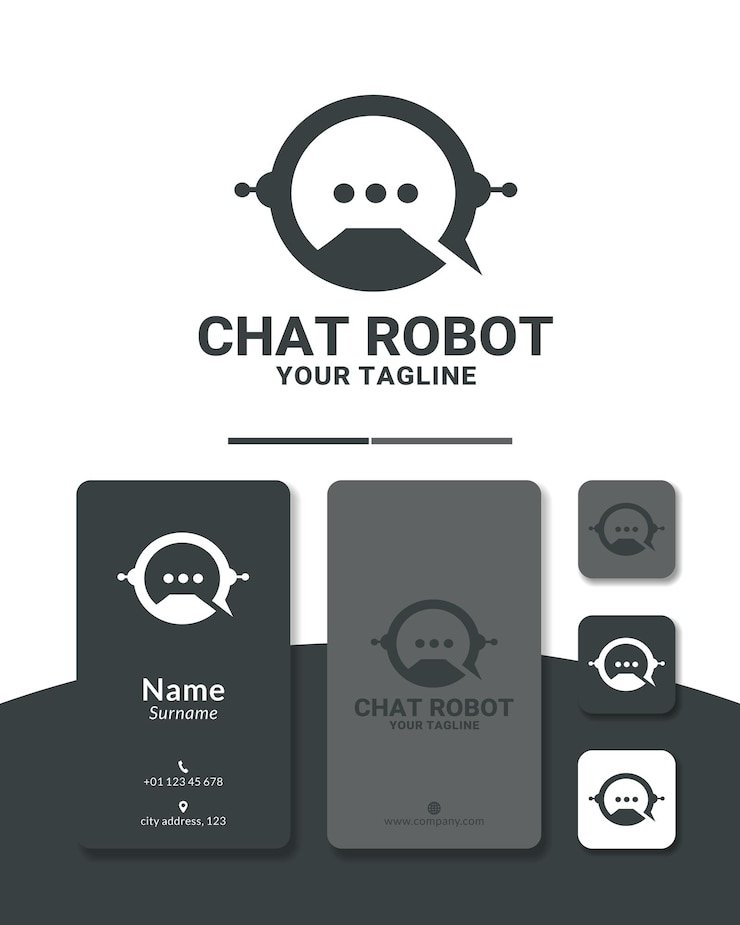 CHAT ROBOT
YOUR TAGLINE
Name
Surname
+01 123 45 678
city address, 123
CHAT ROBOT
YOUR TAGLINE
www.company.com